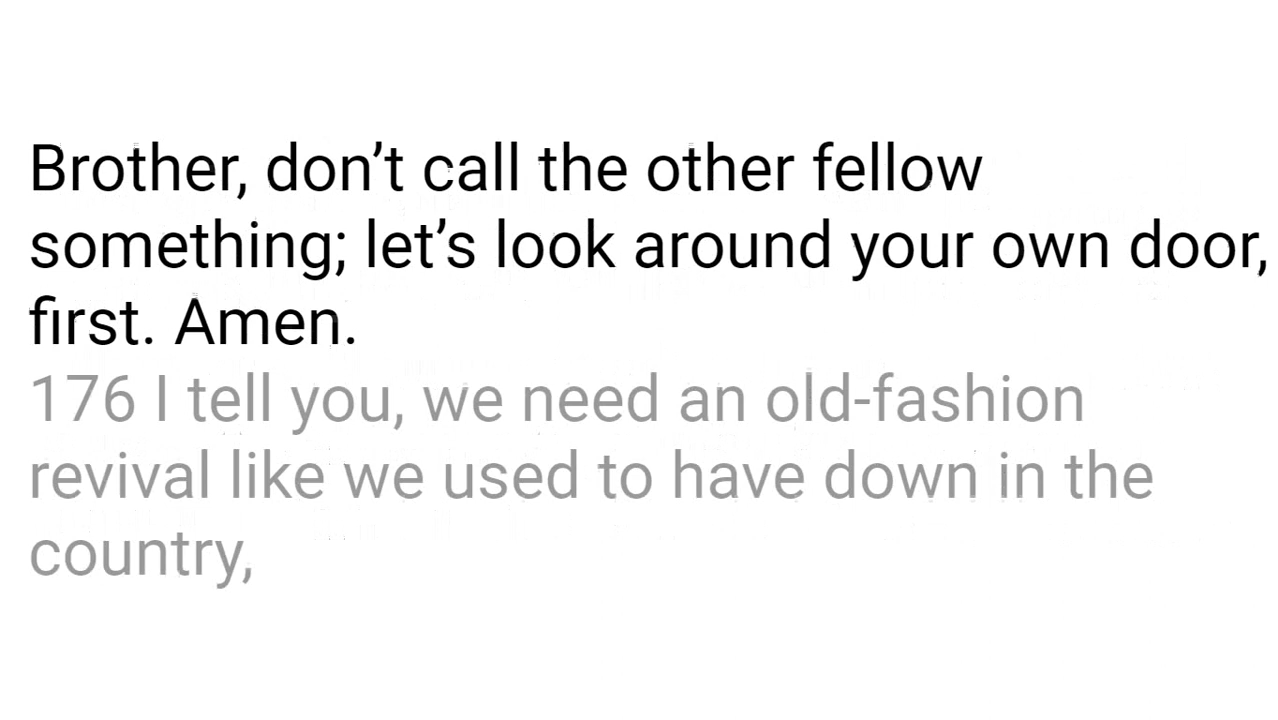 Brother, don’t call the other fellow
something; let’s look around your own door,
first. Amen.
176 I tell you, we need an old-fashion
revival like we used to have down in the
country,